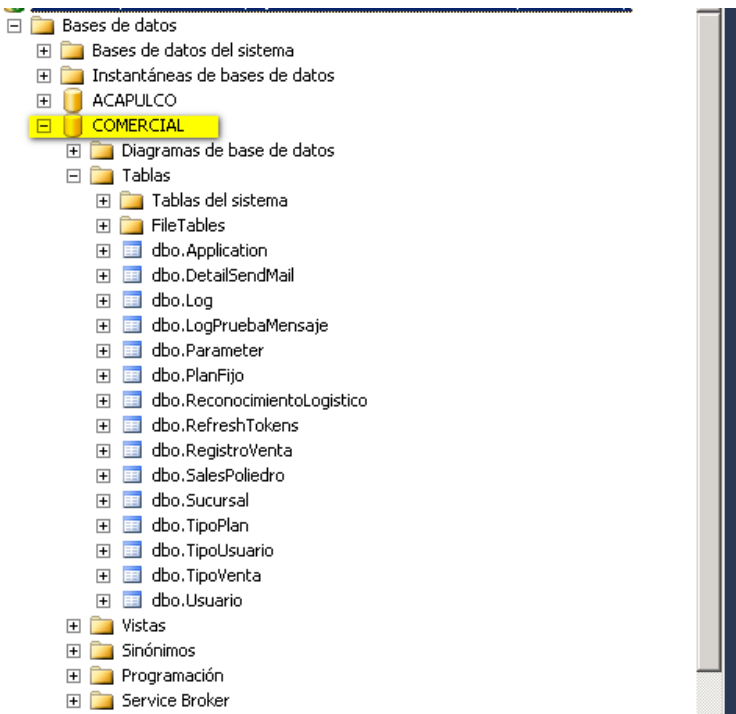 Bases de datos
Bases de datos del sistema
Instantáneas de bases de datos
ACAPULCO
COMERCIAL
Diagramas de base de datos
Tablas
Tablas del sistema
FileTables
dbo.Application
dbo.DetailSendMail
dbo.Log
dbo.LogPruebaMensaje
dbo.Parameter
dbo.PlanFijo
dbo.ReconocimientoLogistico
dbo.RefreshTokens
dbo.RegistroVenta
dbo.SalesPoliedro
dbo.Sucursal
dbo.TipoPlan
dbo.TipoUsuario
dbo.TipoVenta
dbo.Usuario
Vistas
Sinónimos
Programación
Service Broker